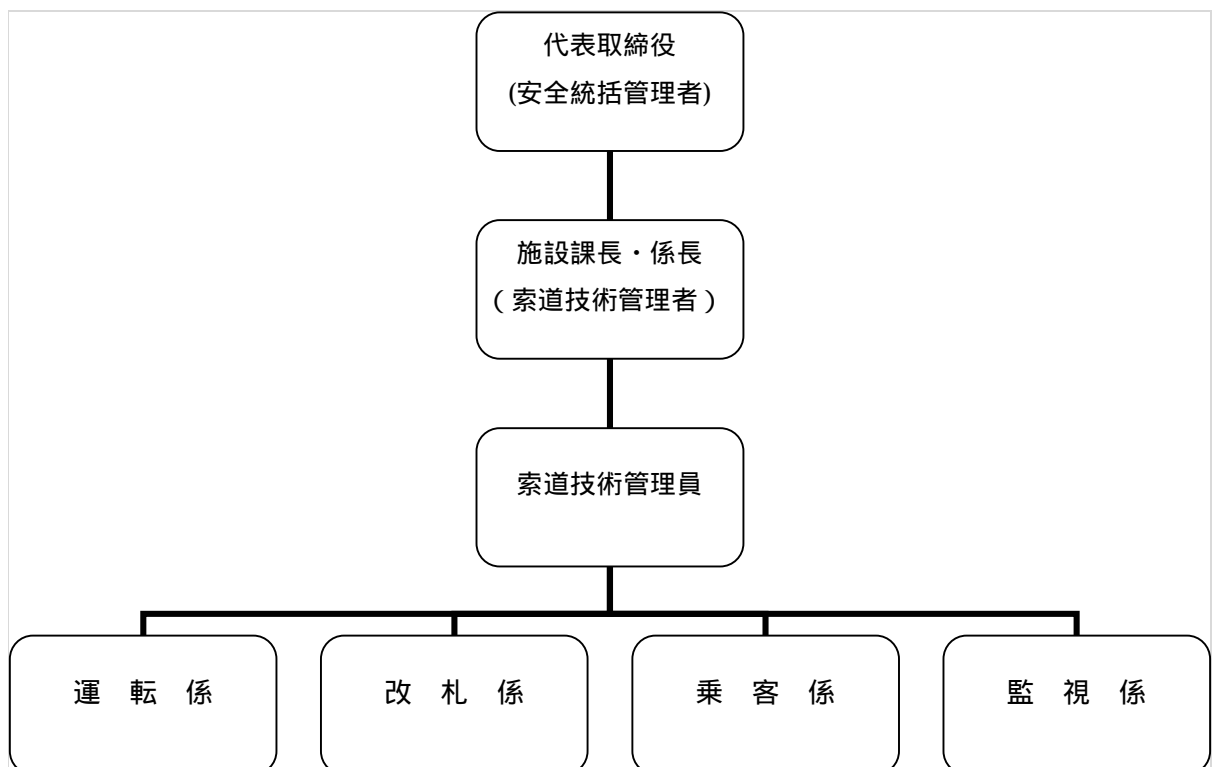 代表取締役
(安全統括管理者)
施設課長・係長
（索道技術管理者）
索道技術管理員
運　転　係
改　札　係
乗　客　係
監　視　係